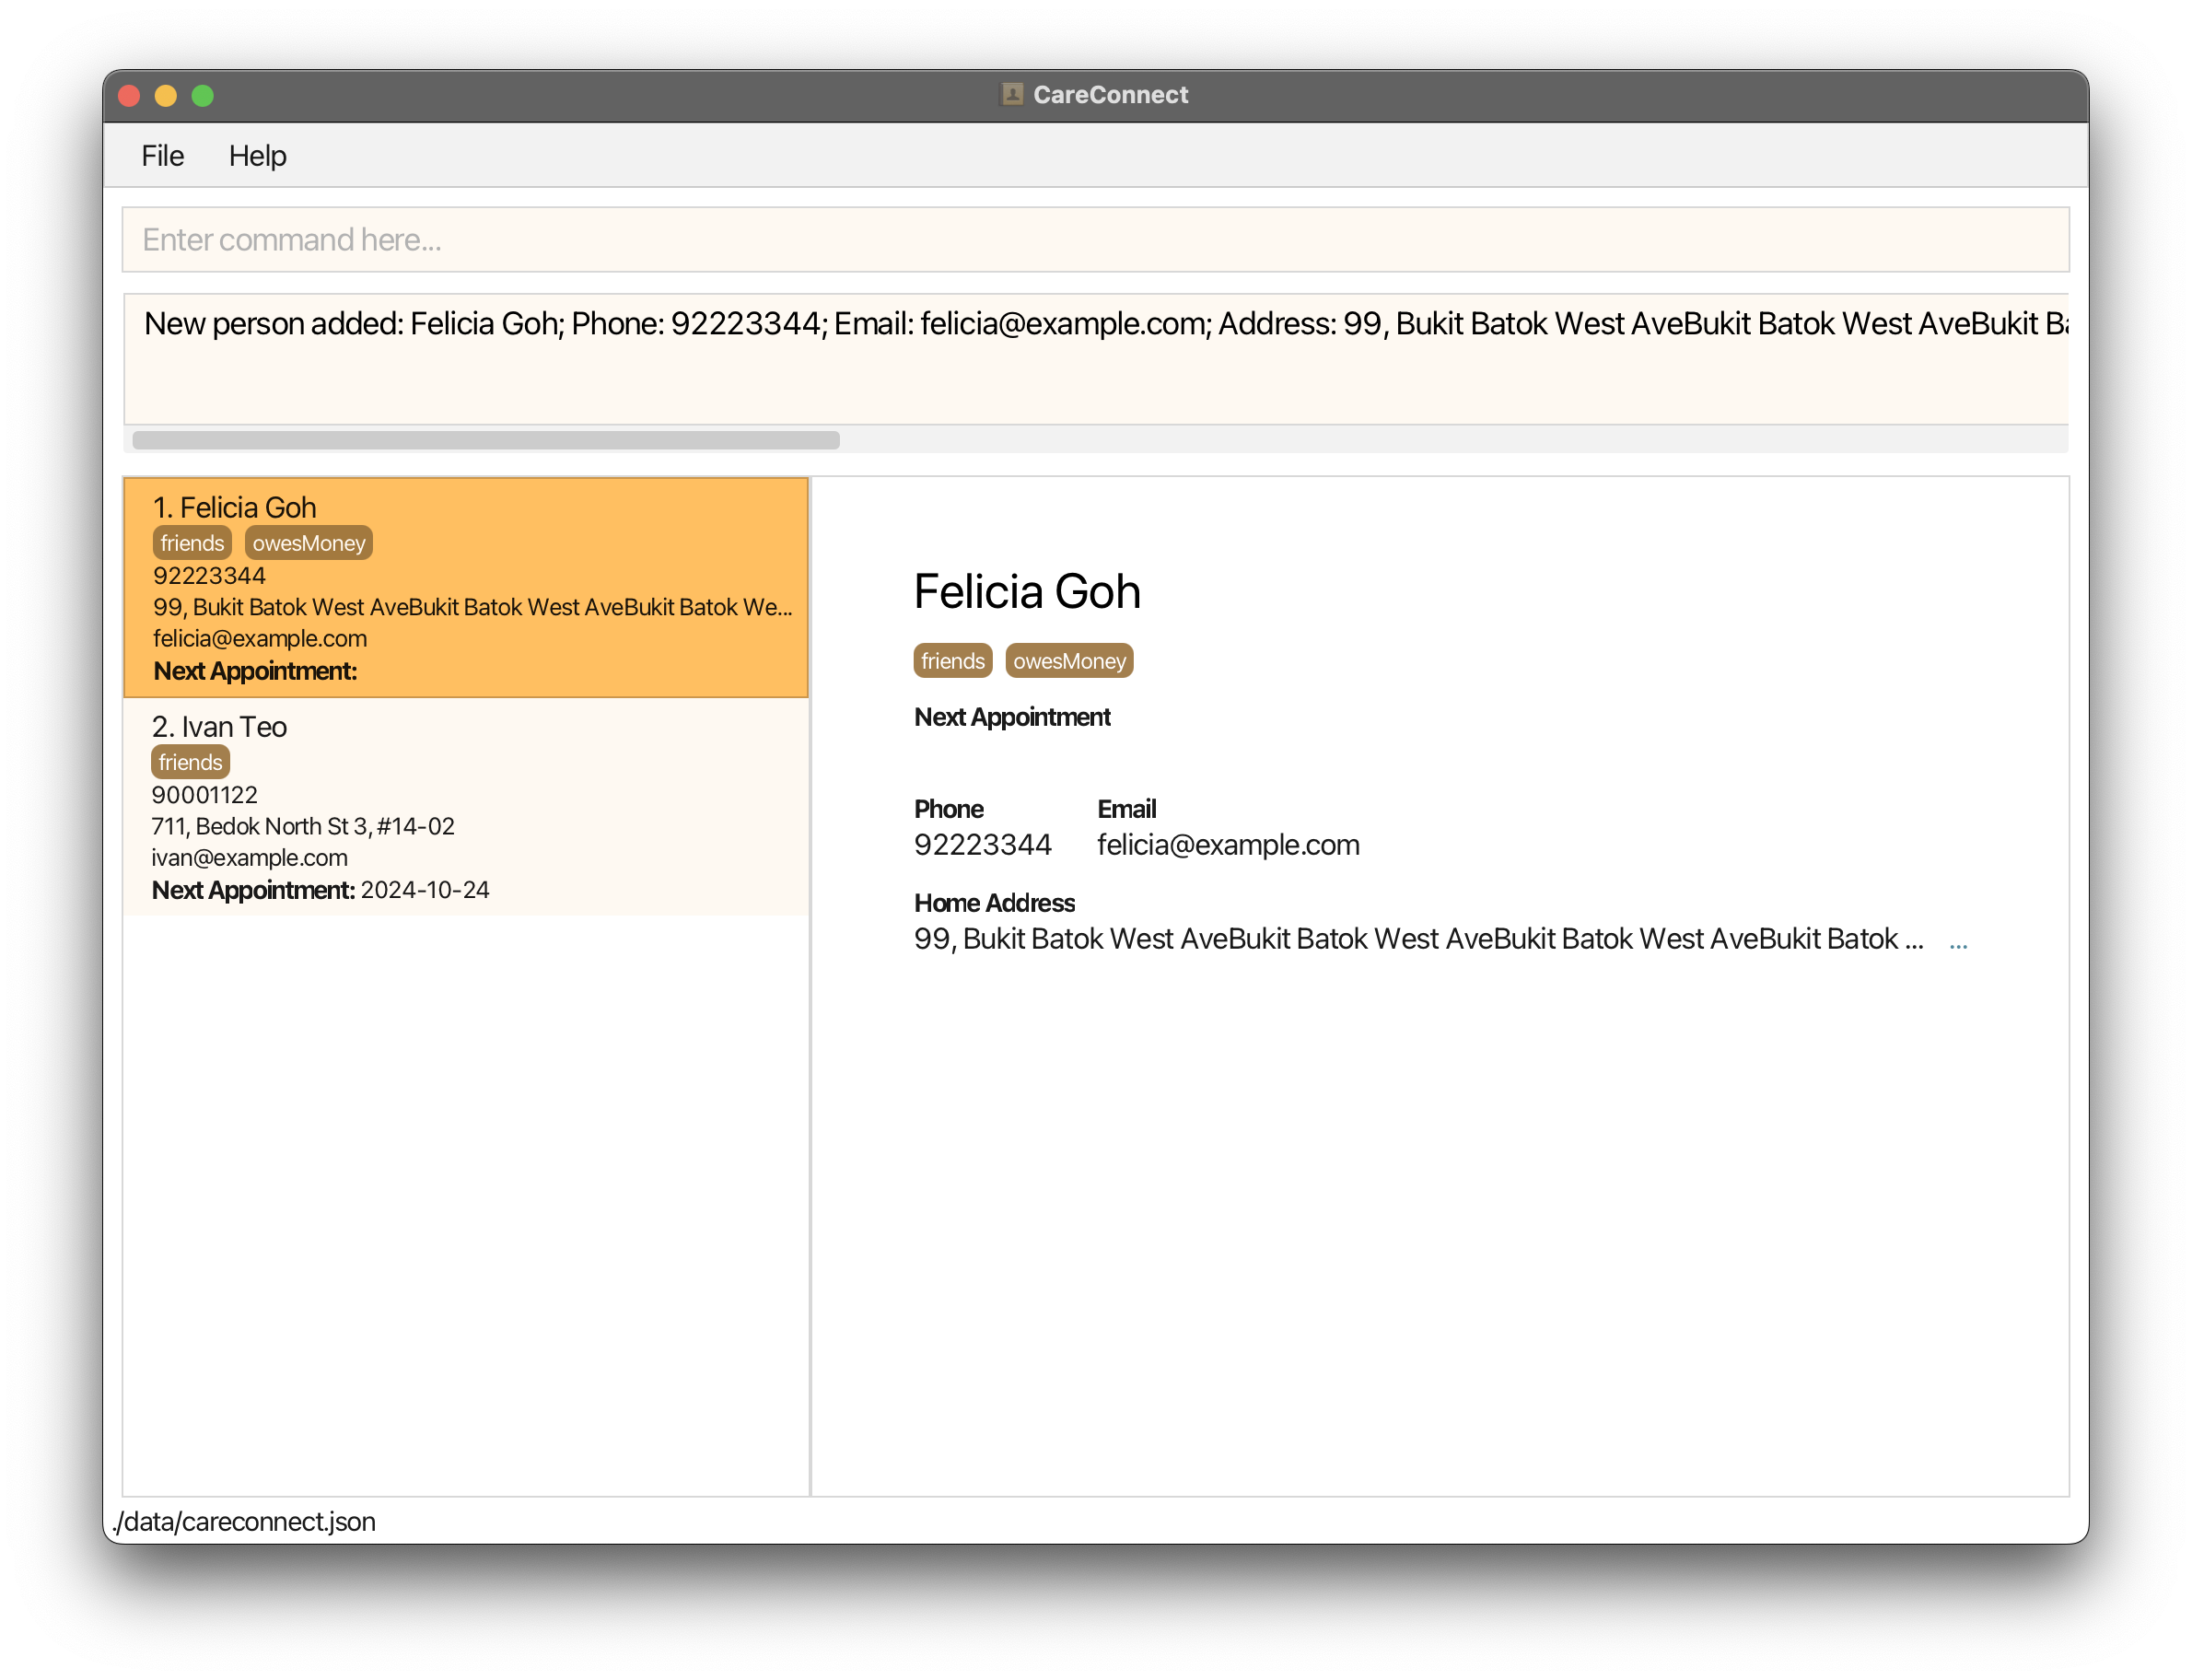 CareConnect
File Help
Enter command here...
New person added: Felicia Goh; Phone: 92223344; Email: felicia@example.com; Address: 99, Bukit Batok West AveBukit Batok West AveBukit Ba
1. Felicia Goh
friends owesMoney
92223344
99, Bukit Batok West AveBukit Batok West AveBukit Batok We...
felicia@example.com
Next Appointment:
2. Ivan Teo
friends
90001122
711, Bedok North St 3, #14-02
ivan@example.com
Next Appointment: 2024-10-24
Felicia Goh
friends owesMoney
Next Appointment
Phone Email
92223344 felicia@example.com
Home Address
99, Bukit Batok West AveBukit Batok West AveBukit Batok West AveBukit Batok ... ...
./data/careconnect.json